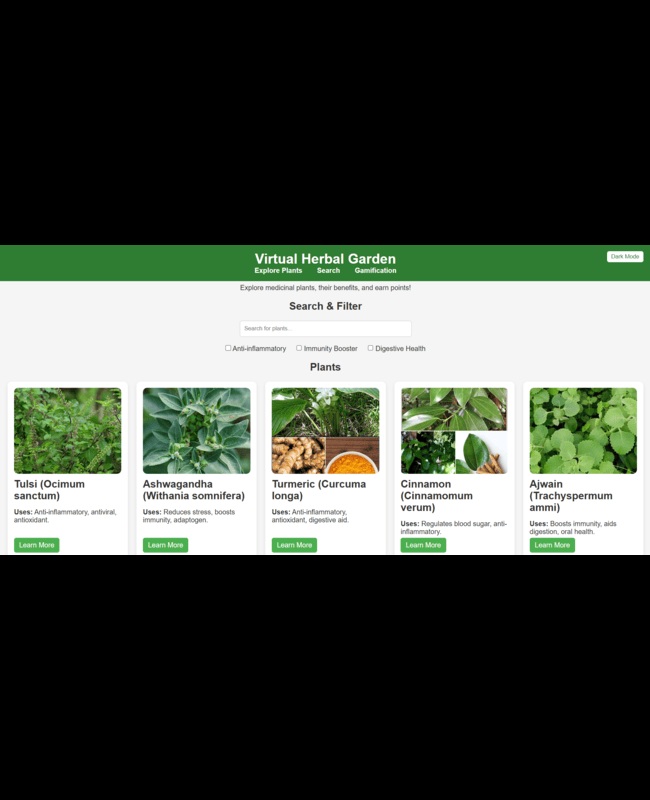 Virtual Herbal Garden
Explore Plants Search Gamification
Dark Mode
Explore medicinal plants, their benefits, and earn points!
Search & Filter
Search for plants...
Anti-inflammatory Immunity Booster Digestive Health
Plants
Tulsi (Ocimum
sanctum)
Uses: Anti-inflammatory, antiviral,
antioxidant.
Learn More
Ashwagandha
(Withania somnifera)
Uses: Reduces stress, boosts
immunity, adaptogen.
Learn More
Turmeric (Curcuma
longa)
Uses: Anti-inflammatory,
antioxidant, digestive aid.
Learn More
Cinnamon
(Cinnamomum
verum)
Uses: Regulates blood sugar, anti-
inflammatory.
Learn More
Ajwain
(Trachyspermum
ammi)
Uses: Boosts immunity, aids
digestion, oral health.
Learn More